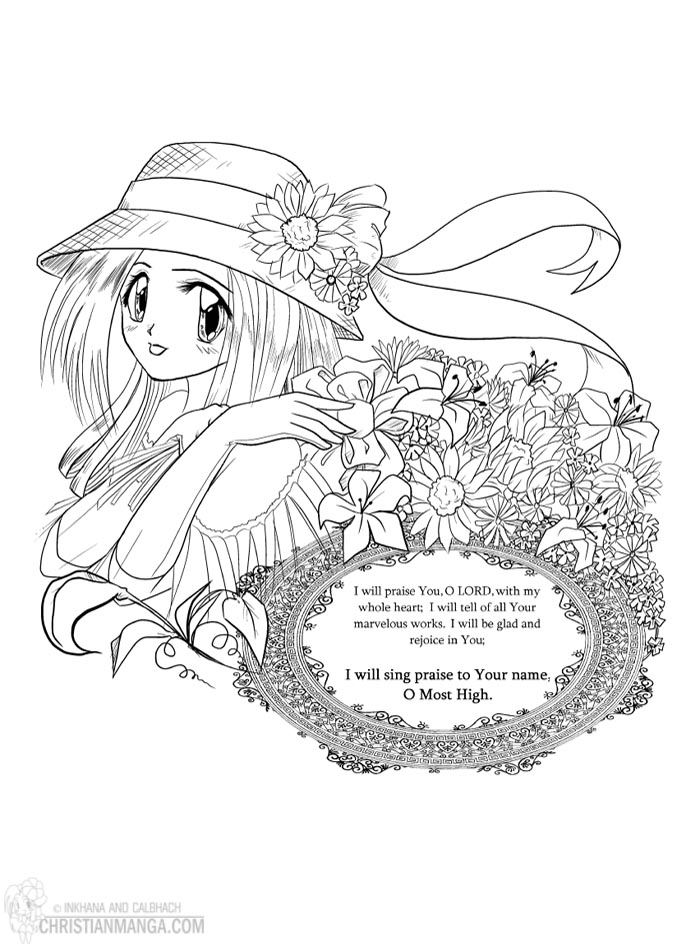 I will praise You, O LORD, with my
whole heart;  I will tell of all Your
marvelous works.  I will be glad and
rejoice in You;
I will sing praise to Your name,
O Most High.
© INKHANA AND CALBHACH
CHRISTIANMANGA.COM